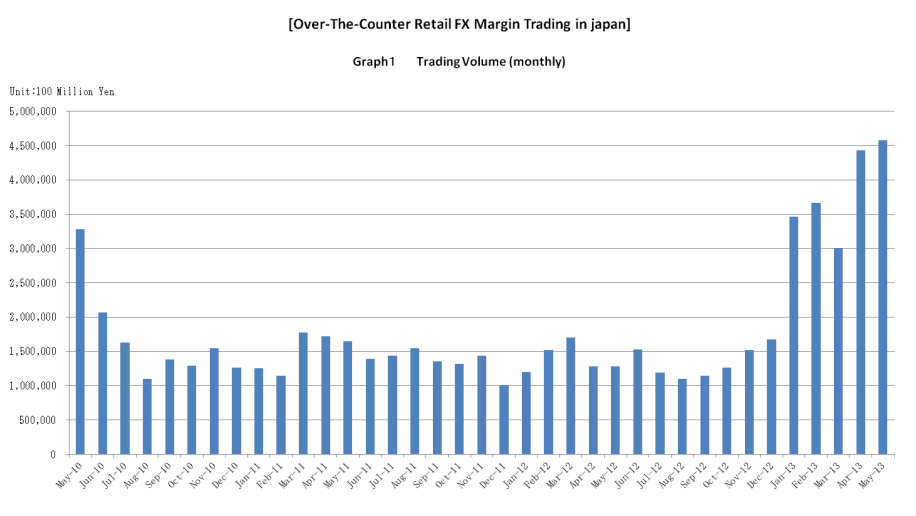 [Over-The-Counter Retail FX Margin Trading in japan]
Graph1 Trading Volume (monthly)
Unit:100 Million Yen
5,000,000
4,500,000
4,000,000
3,500,000
3,000,000
2,500,000
2,000,000
1,500,000
1,000,000
500,000
0
May-10 Jun-10 Jul-10 Aug-10 Sep-10 Oct-10 Nov-10 Dec-10 Jan-11 Feb-11 Mar-11 Apr-11 May-11 Jun-11 Jul-11 Aug-11 Sep-11 Oct-11 Nov-11 Dec-11 Jan-12 Feb-12 Mar-12 Apr-12 May-12 Jun-12 Jul-12 Aug-12 Sep-12 Oct-12 Nov-12 Dec-12 Jan-13 Feb-13 Mar-13 Apr-13 May-13